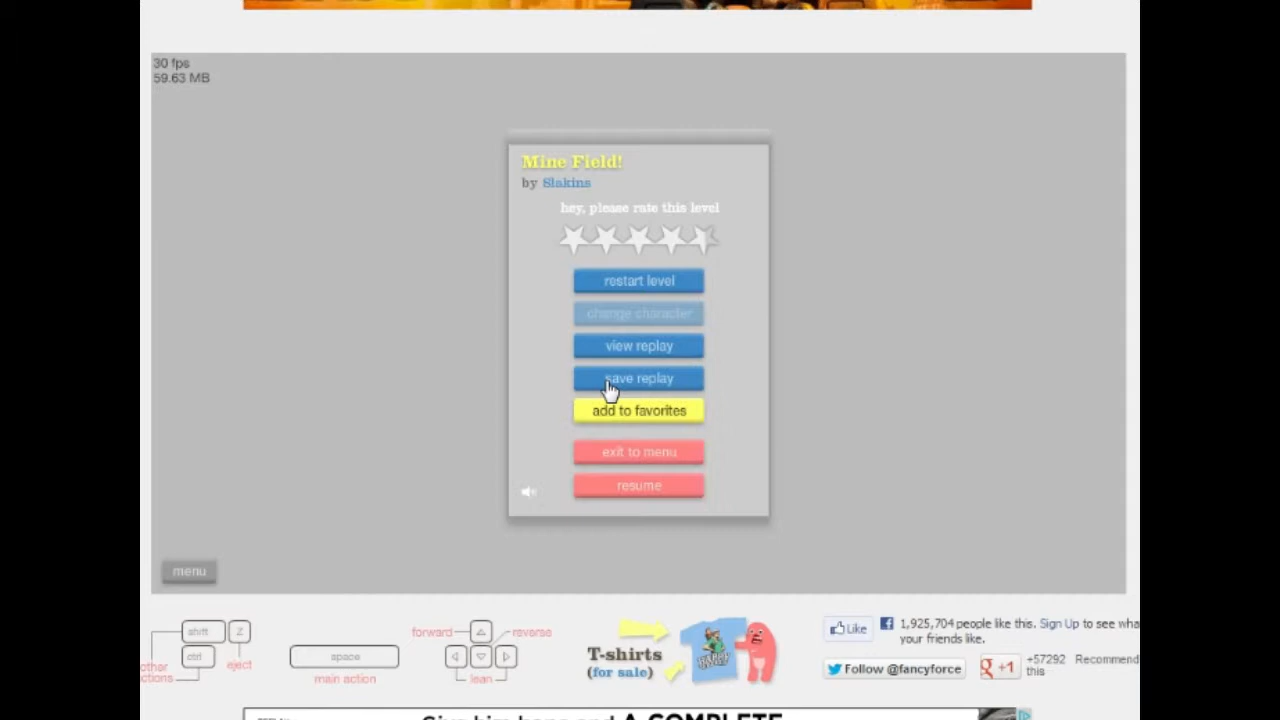 30 fps
59.63 MB
Mine Field!
by Slakins
hey, please rate this level
restart level
change character
view replay
save replay
add to favorites
exit to menu
resume
menu
shift
Z
ctrl
eject
space
main action
forward
reverse
lean
T-shirts
(for sale)
Like
1,925,704 people like this. Sign Up to see wha
your friends like.
Follow @fancyforce
+1
+57292 Recommend
this
A COMPLETE